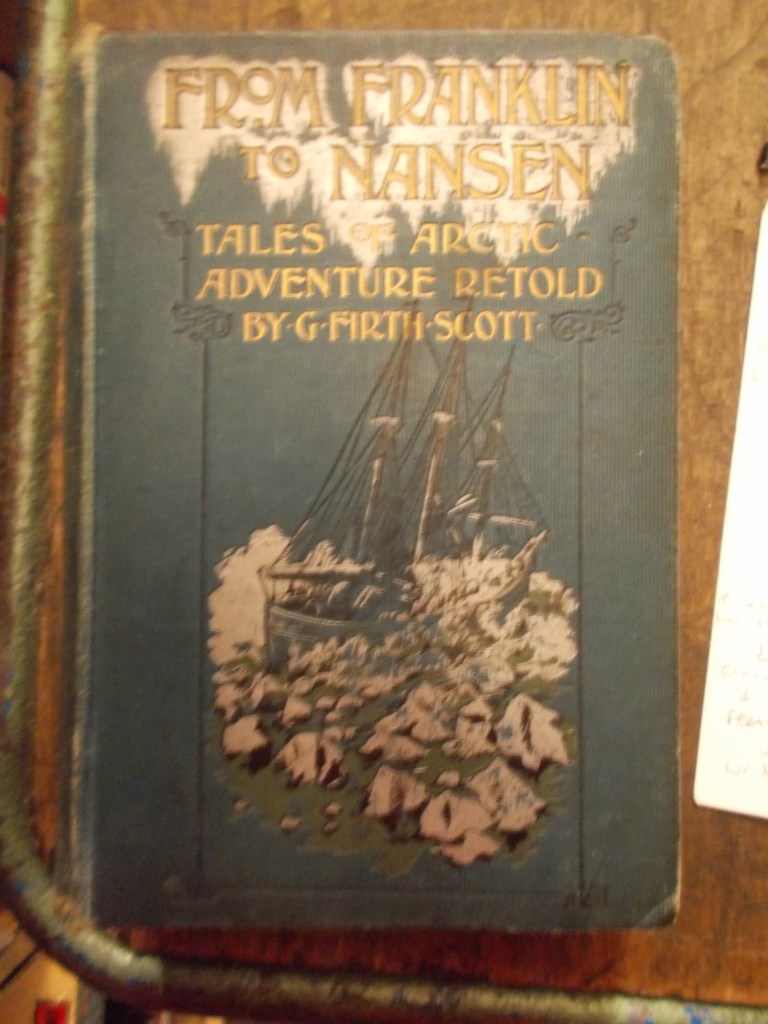 FROM FRANKLIN
TO NANSEN
TALES OF ARCTIC
ADVENTURE RETOLD
BY·G·FIRTH·SCOTT·